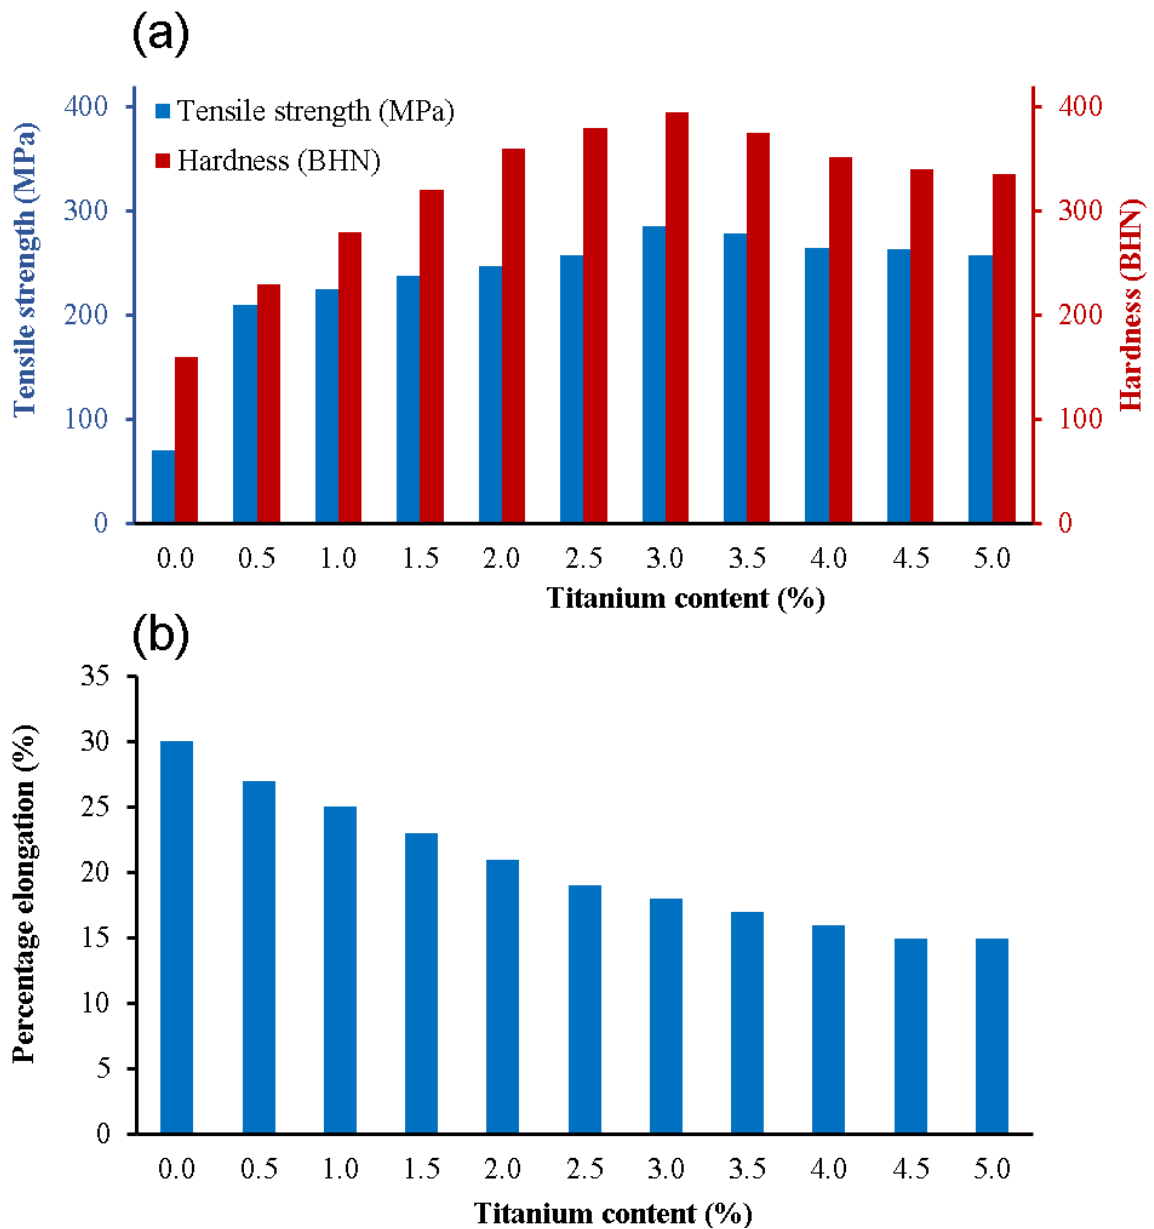 (a)
Tensile strength (MPa)
Hardness (BHN)
400
300
200
100
0
Tensile strength (MPa)
400
300
200
100
0
Hardness (BHN)
0.0 0.5 1.0 1.5 2.0 2.5 3.0 3.5 4.0 4.5 5.0
Titanium content (%)
(b)
35
30
25
20
15
10
5
0
Percentage elongation (%)
0.0 0.5 1.0 1.5 2.0 2.5 3.0 3.5 4.0 4.5 5.0
Titanium content (%)